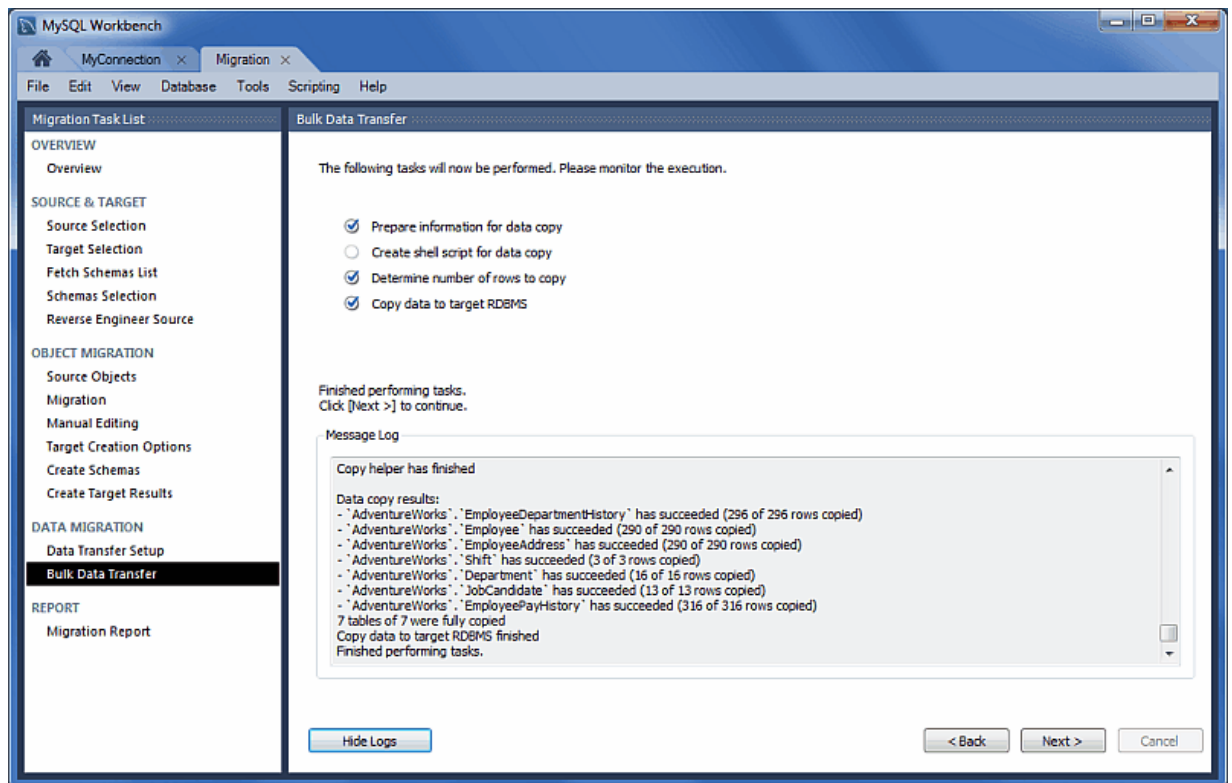 MySQL Workbench
MyConnection
Migration
File Edit View Database Tools Scripting Help
Migration Task List
OVERVIEW
Overview
SOURCE & TARGET
Source Selection
Target Selection
Fetch Schemas List
Schemas Selection
Reverse Engineer Source
OBJECT MIGRATION
Source Objects
Migration
Manual Editing
Target Creation Options
Create Schemas
Create Target Results
DATA MIGRATION
Data Transfer Setup
Bulk Data Transfer
REPORT
Migration Report
Bulk Data Transfer
The following tasks will now be performed. Please monitor the execution.
Prepare information for data copy
Create shell script for data copy
Determine number of rows to copy
Copy data to target RDBMS
Finished performing tasks.
Click [Next >] to continue.
Message Log
Copy helper has finished
Data copy results:
- `AdventureWorks`.`EmployeeDepartmentHistory` has succeeded (296 of 296 rows copied)
- `AdventureWorks`.`Employee` has succeeded (290 of 290 rows copied)
- `AdventureWorks`.`EmployeeAddress` has succeeded (290 of 290 rows copied)
- `AdventureWorks`.`Shift` has succeeded (3 of 3 rows copied)
- `AdventureWorks`.`Department` has succeeded (16 of 16 rows copied)
- `AdventureWorks`.`JobCandidate` has succeeded (13 of 13 rows copied)
- `AdventureWorks`.`EmployeePayHistory` has succeeded (316 of 316 rows copied)
7 tables of 7 were fully copied
Copy data to target RDBMS finished
Finished performing tasks.
Hide Logs
< Back
Next >
Cancel